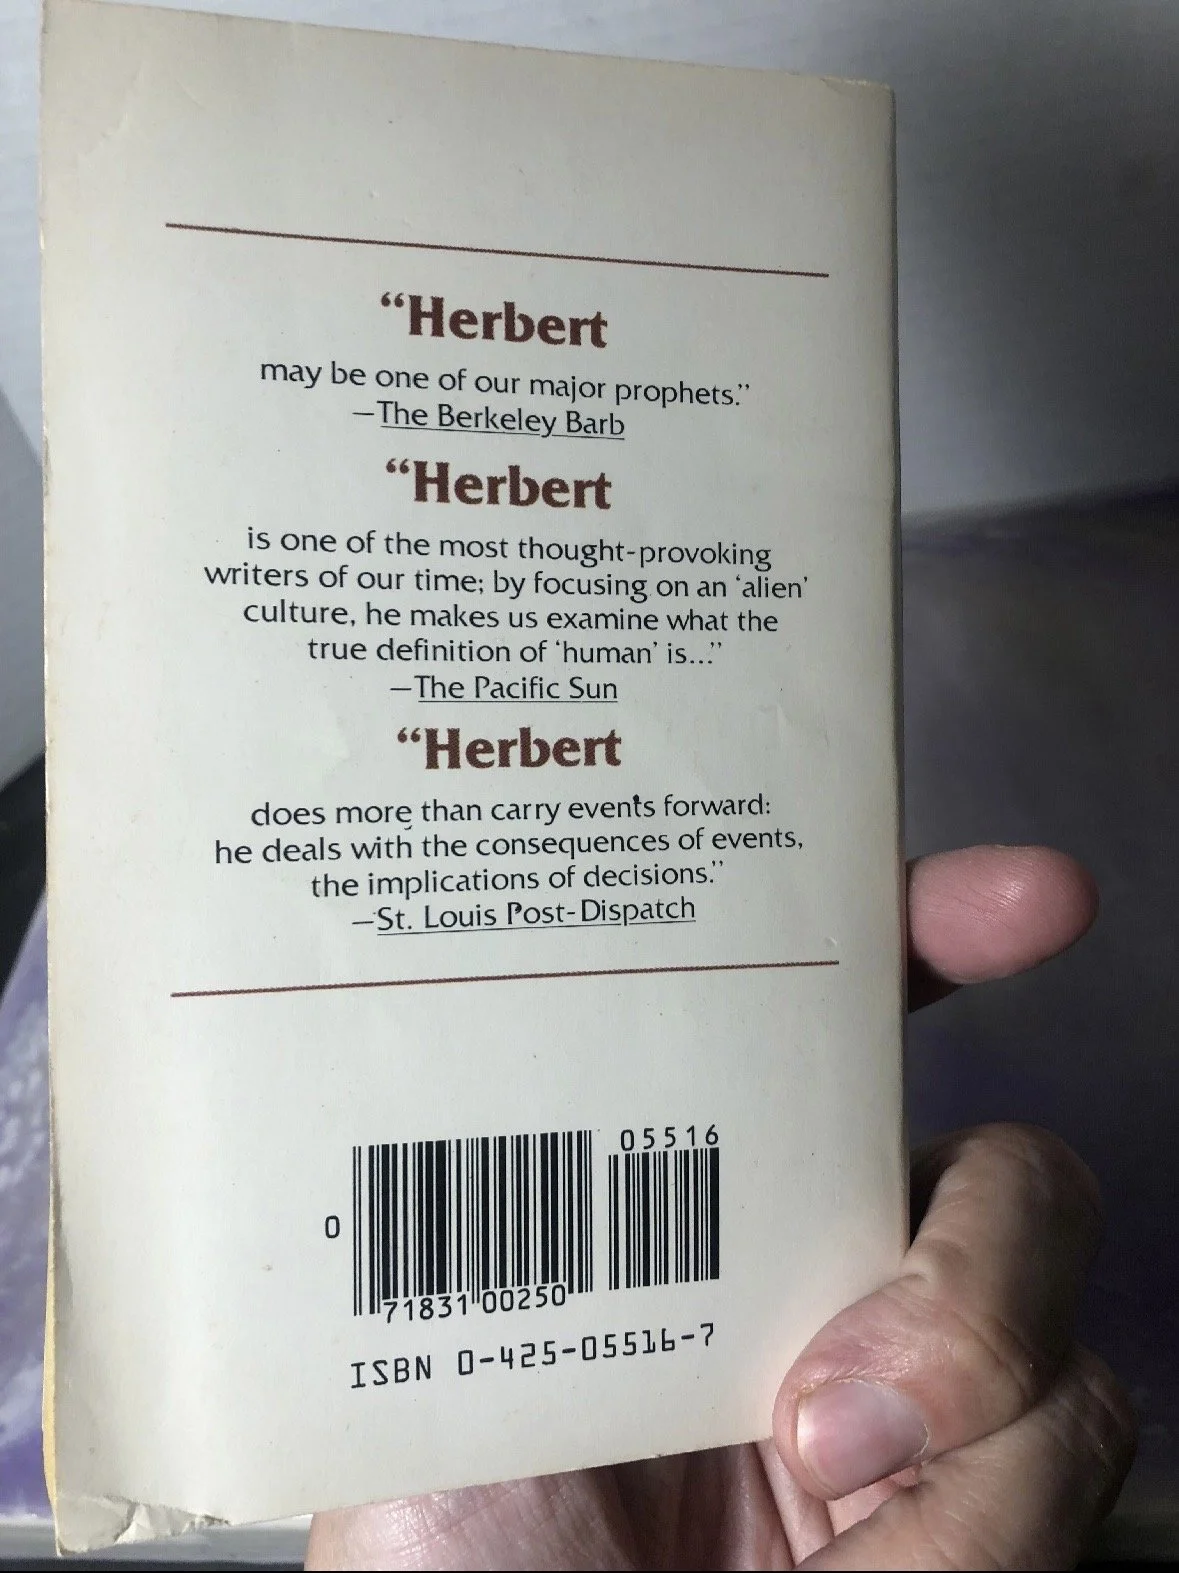 “Herbert
may be one of our major prophets.”
—The Berkeley Barb
“Herbert
is one of the most thought-provoking
writers of our time; by focusing on an ‘alien’
culture, he makes us examine what the
true definition of ‘human’ is...”
—The Pacific Sun
“Herbert
does more than carry events forward:
he deals with the consequences of events,
the implications of decisions.”
—St. Louis Post-Dispatch
05516
0
71831 00250
ISBN 0-425-05516-7